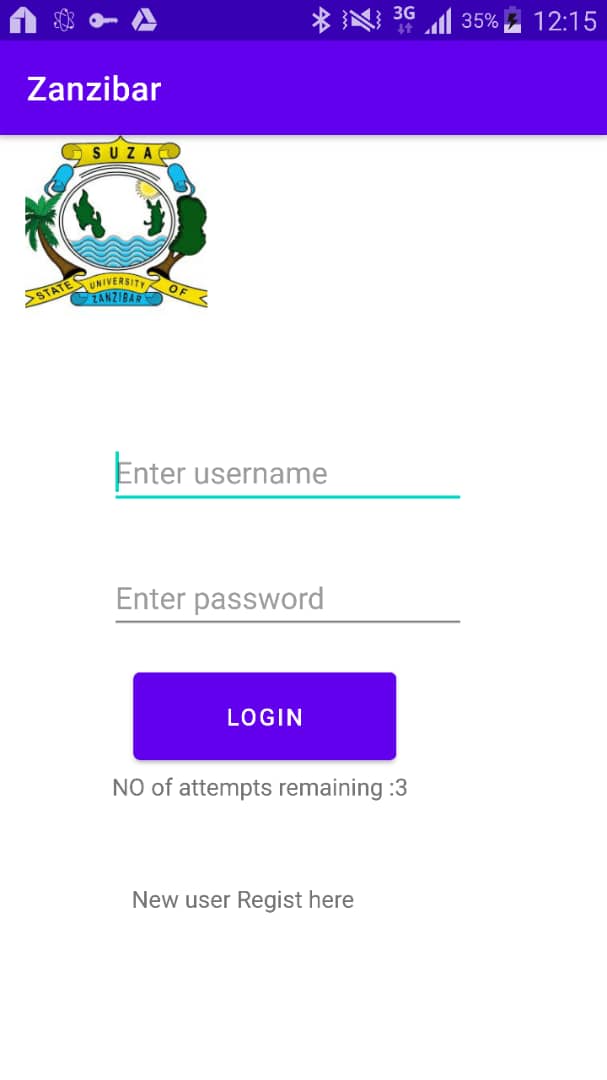 3G 35% 12:15
Zanzibar
SUZA
STATE UNIVERSITY OF
ZANZIBAR
Enter username
Enter password
LOGIN
NO of attempts remaining :3
New user Regist here